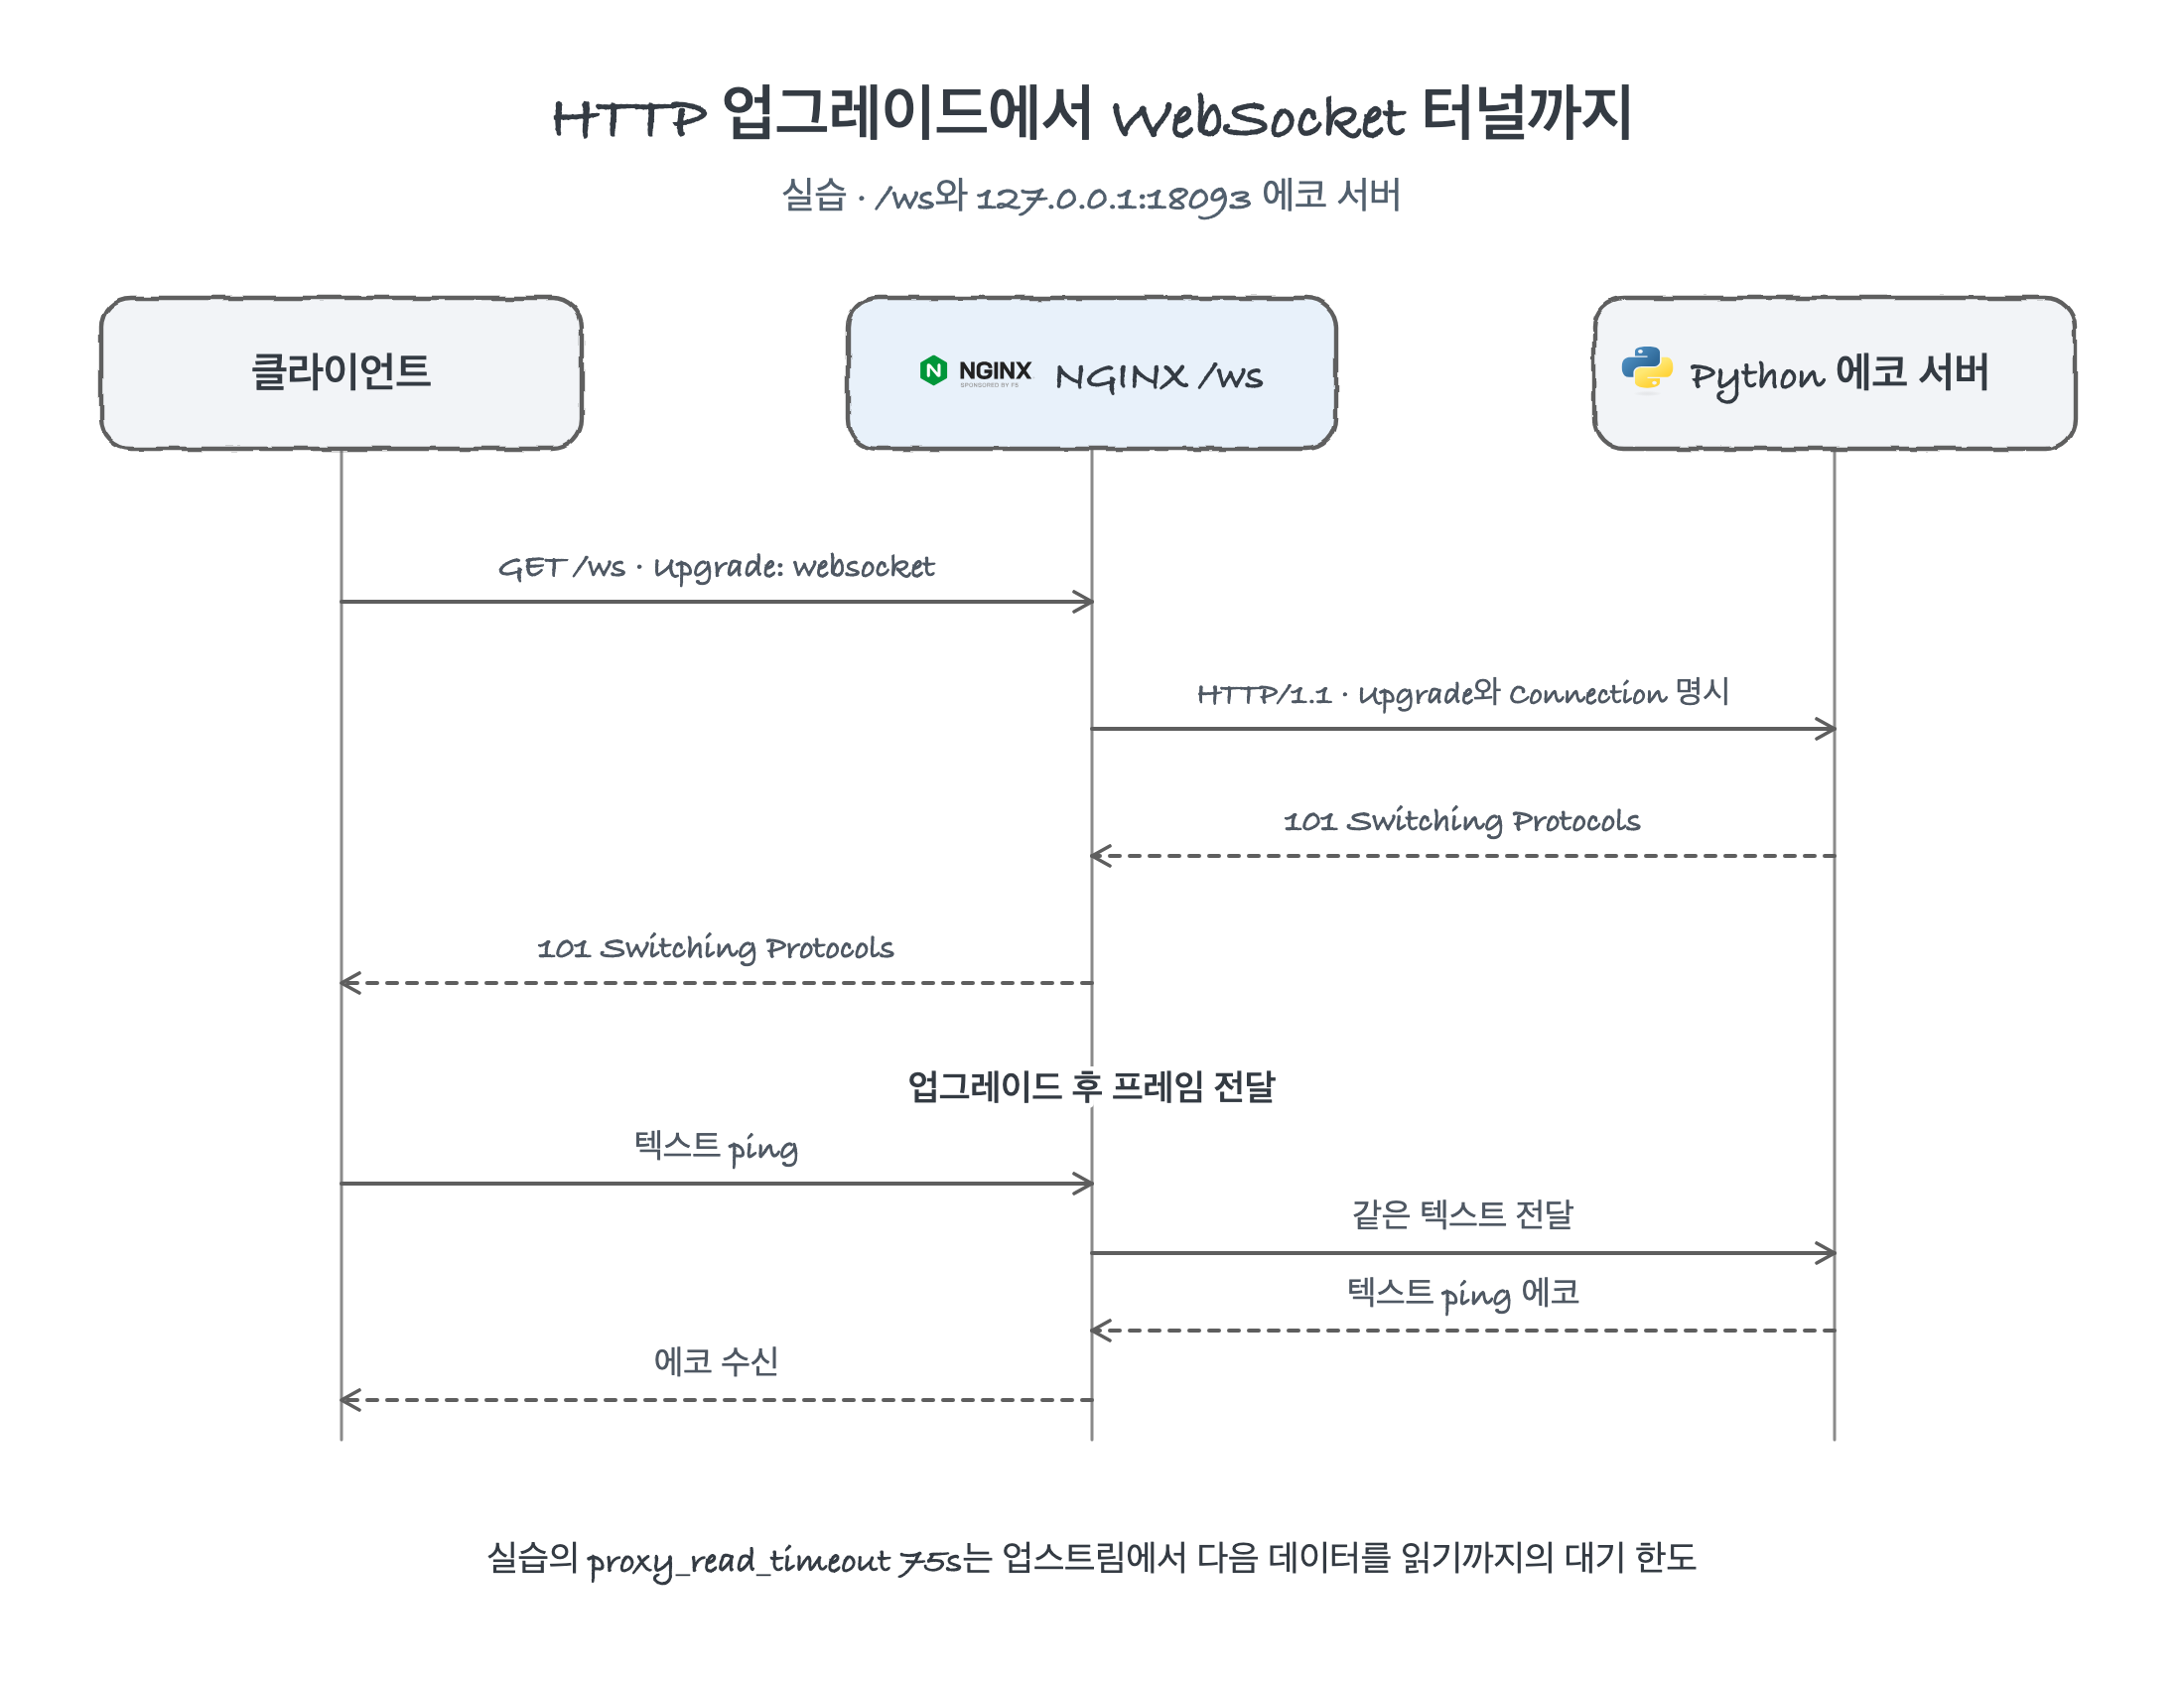 HTTP 업그레이드에서 WebSocket 터널까지
실습 · /ws와 127.0.0.1:18093 에코 서버
클라이언트
NGINX
SPONSORED BY F5
NGINX /ws
Python 에코 서버
GET /ws · Upgrade: websocket
HTTP/1.1 · Upgrade와 Connection 명시
101 Switching Protocols
101 Switching Protocols
업그레이드 후 프레임 전달
텍스트 ping
같은 텍스트 전달
텍스트 ping 에코
에코 수신
실습의 proxy_read_timeout 75s는 업스트림에서 다음 데이터를 읽기까지의 대기 한도